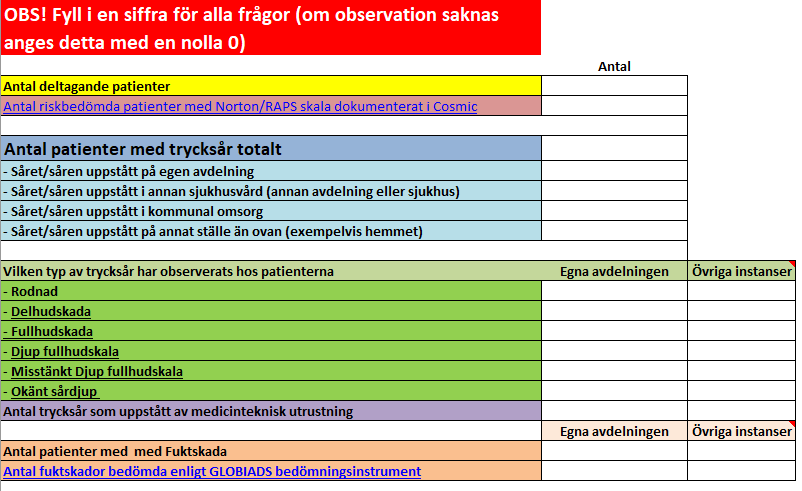 OBS! Fyll i en siffra för alla frågor (om observation saknas
anges detta med en nolla 0)
Antal
Antal deltagande patienter
Antal riskbedömda patienter med Norton/RAPS skala dokumenterat i Cosmic
Antal patienter med trycksår totalt
- Såret/såren uppstått på egen avdelning
- Såret/såren uppstått i annan sjukhusvård (annan avdelning eller sjukhus)
- Såret/såren uppstått i kommunal omsorg
- Såret/såren uppstått på annat ställe än ovan (exempelvis hemmet)
Vilken typ av trycksår har observerats hos patienterna Egna avdelningen Övriga instanser
- Rodnad
- Delhudskada
- Fullhudskada
- Djup fullhudskala
- Misstänkt Djup fullhudskala
- Okänt sårdjup
Antal trycksår som uppstått av medicinteknisk utrustning
Egna avdelningen Övriga instanser
Antal patienter med  med Fuktskada
Antal fuktskador bedömda enligt GLOBIADS bedömningsinstrument